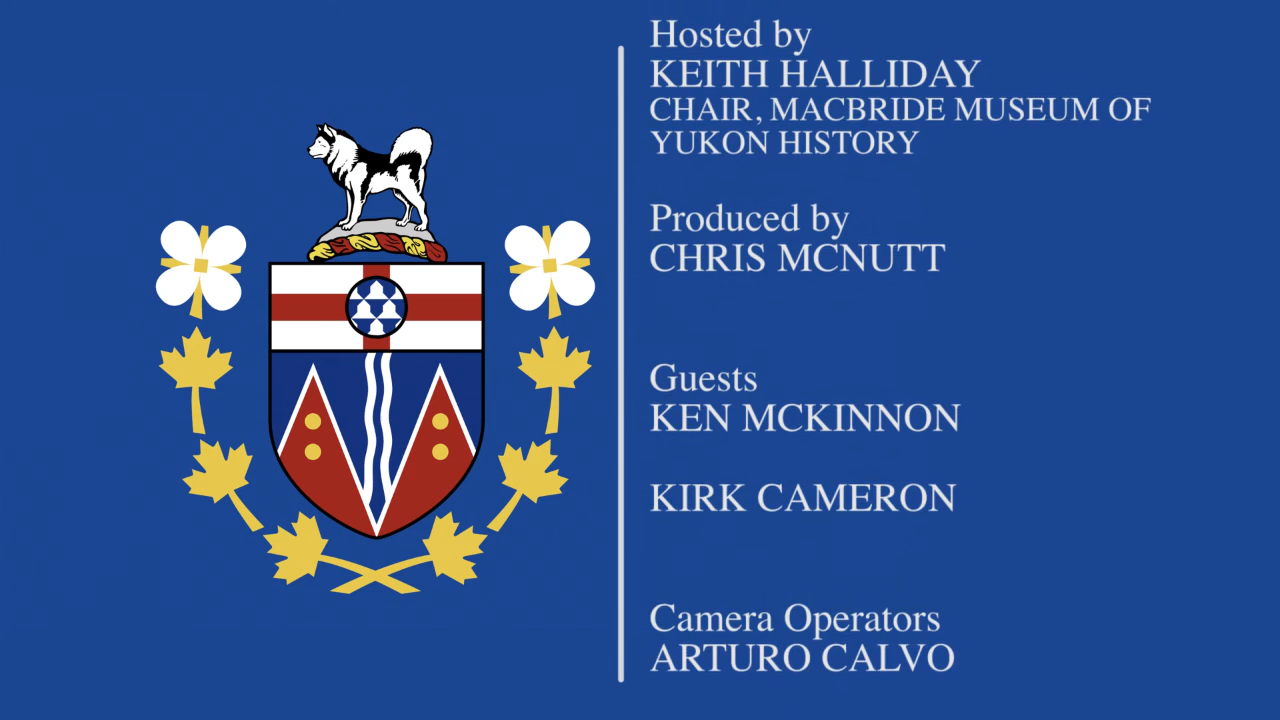 Hosted by
KEITH HALLIDAY
CHAIR, MACBRIDE MUSEUM OF
YUKON HISTORY
Produced by
CHRIS MCNUTT
Guests
KEN MCKINNON
KIRK CAMERON
Camera Operators
ARTURO CALVO